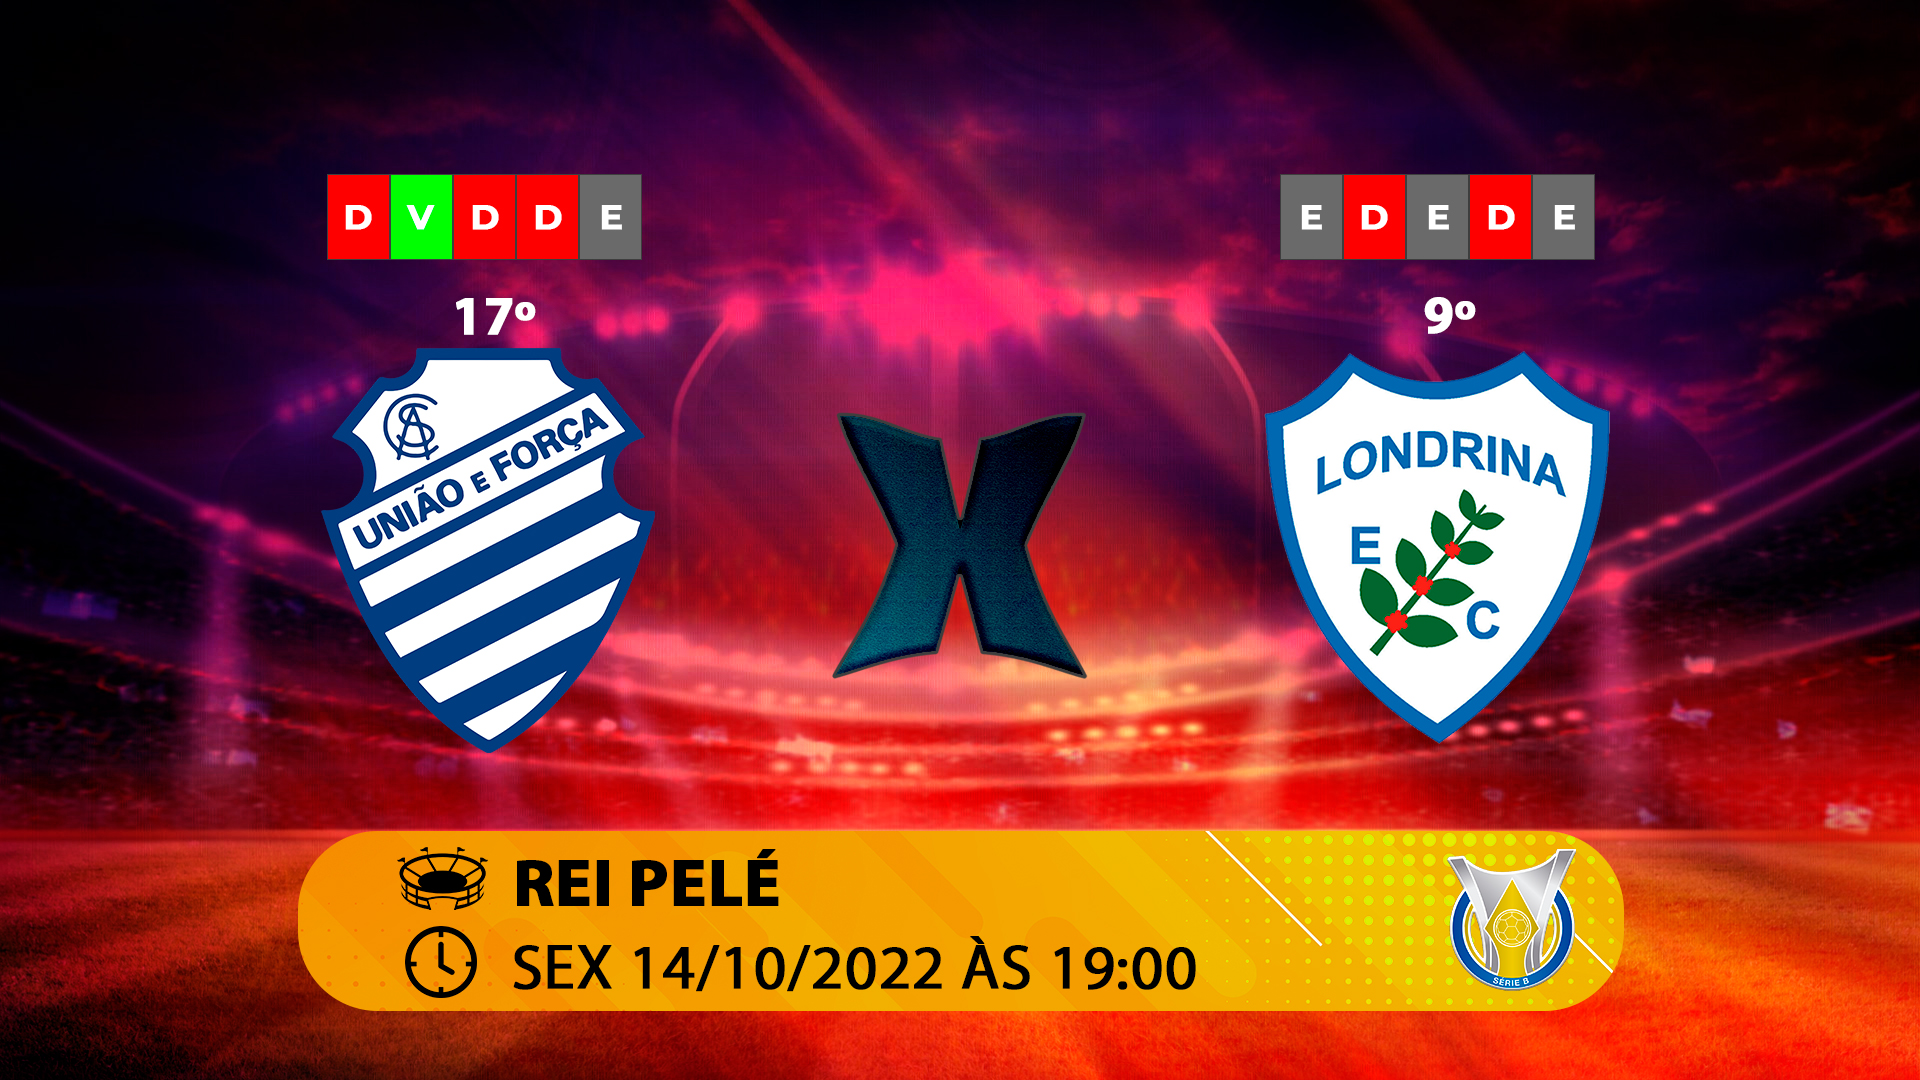 D V D D E
E D E D E
17º
9º
CSA
UNIÃO E FORÇA
LONDRINA
E
C
X
REI PELÉ
SEX 14/10/2022 ÀS 19:00
SÉRIE B